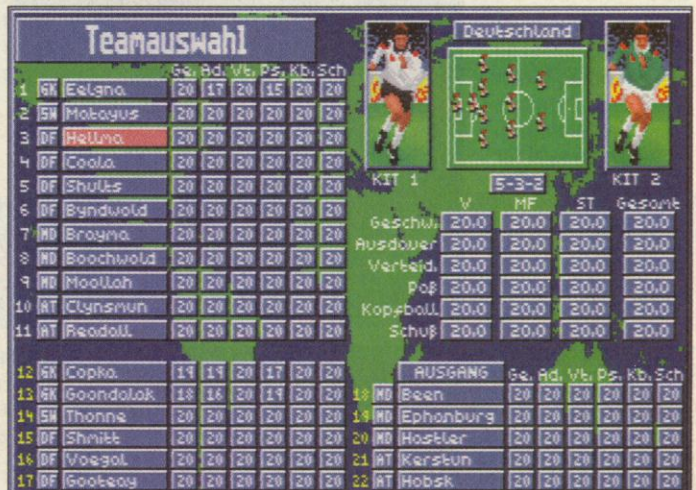 Teamauswahl
Deutschland
Ge. Ad. Vt. Ps. Kb. Sch
1 GK Eelgna 20 17 20 15 20 20
2 SW Matayus 20 20 20 20 20 20
3 DF Hellma 20 20 20 20 20 20
4 DF Coala 20 20 20 20 20 20
5 DF Shults 20 20 20 20 20 20
6 DF Byndwold 20 20 20 20 20 20
7 MD Brayma 20 20 20 20 20 20
8 MD Boochwold 20 20 20 20 20 20
9 MD Moollah 20 20 20 20 20 20
10 AT Clynsmun 20 20 20 20 20 20
11 AT Readall 20 20 20 20 20 20
KIT 1
5-3-2
KIT 2
V MF ST Gesamt
Geschw. 20.0 20.0 20.0 20.0
Ausdauer 20.0 20.0 20.0 20.0
Verteid. 20.0 20.0 20.0 20.0
Paß 20.0 20.0 20.0 20.0
Kopfball 20.0 20.0 20.0 20.0
Schuß 20.0 20.0 20.0 20.0
12 GK Copka 19 19 20 17 20 20
13 GK Goondalak 18 16 20 19 20 20
14 SW Thonne 20 20 20 20 20 20
15 DF Shmitt 20 20 20 20 20 20
16 DF Voegal 20 20 20 20 20 20
17 DF Gooteay 20 20 20 20 20 20
AUSGANG Ge. Ad. Vt. Ps. Kb. Sch
18 MD Been 20 20 20 20 20 20
19 MD Ephanburg 20 20 20 20 20 20
20 MD Hastler 20 20 20 20 20 20
21 AT Kerstun 20 20 20 20 20 20
22 AT Hobsk 20 20 20 20 20 20